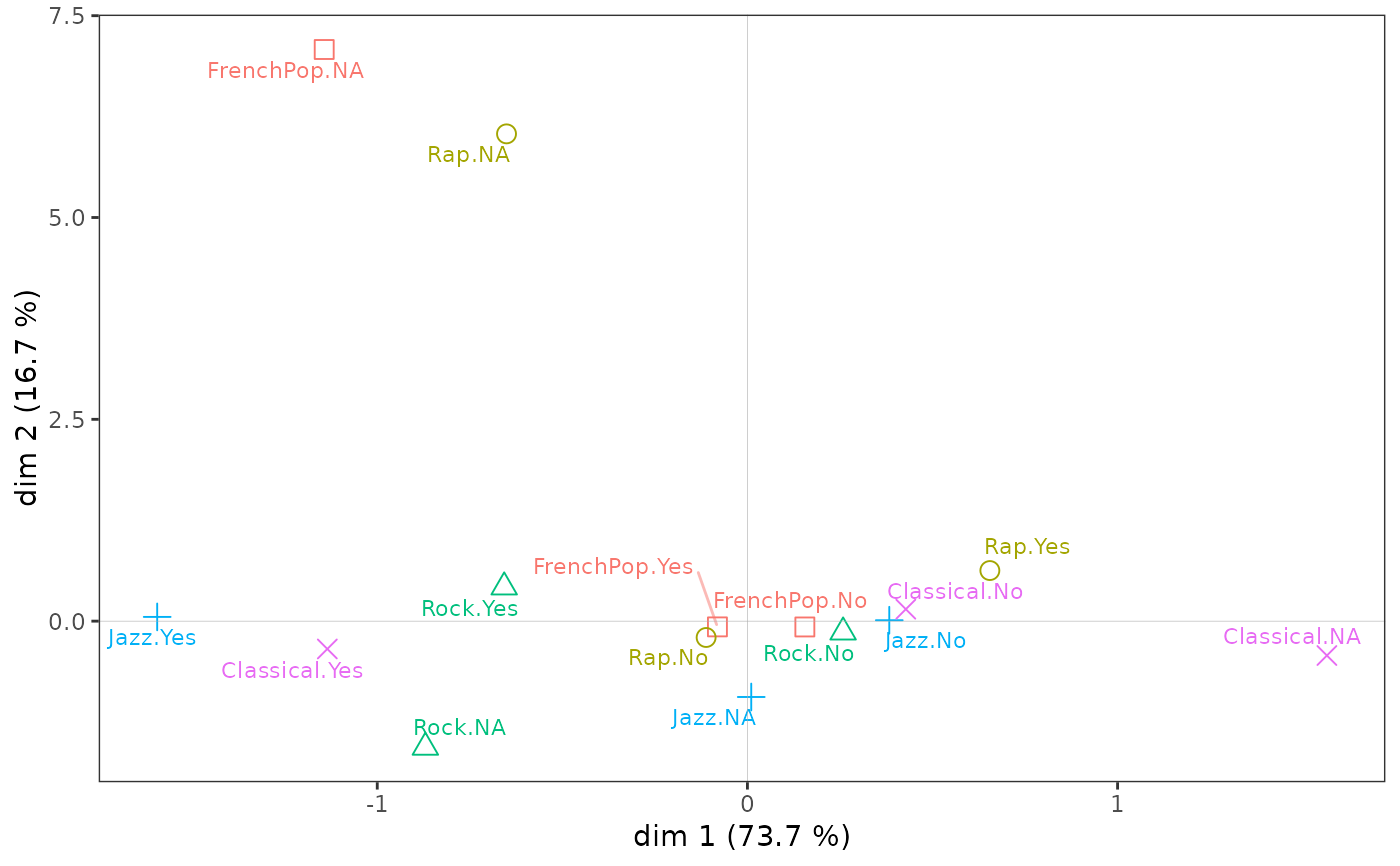 7.5
FrenchPop.NA
Rap.NA
5.0
dim 2 (16.7 %)
2.5
Rap.Yes
FrenchPop.Yes
Classical.No
FrenchPop.No
Rock.Yes
0.0
Jazz.Yes
Classical.NA
Jazz.No
Rock.No
Rap.No
Classical.Yes
Jazz.NA
Rock.NA
-1
0
1
dim 1 (73.7 %)